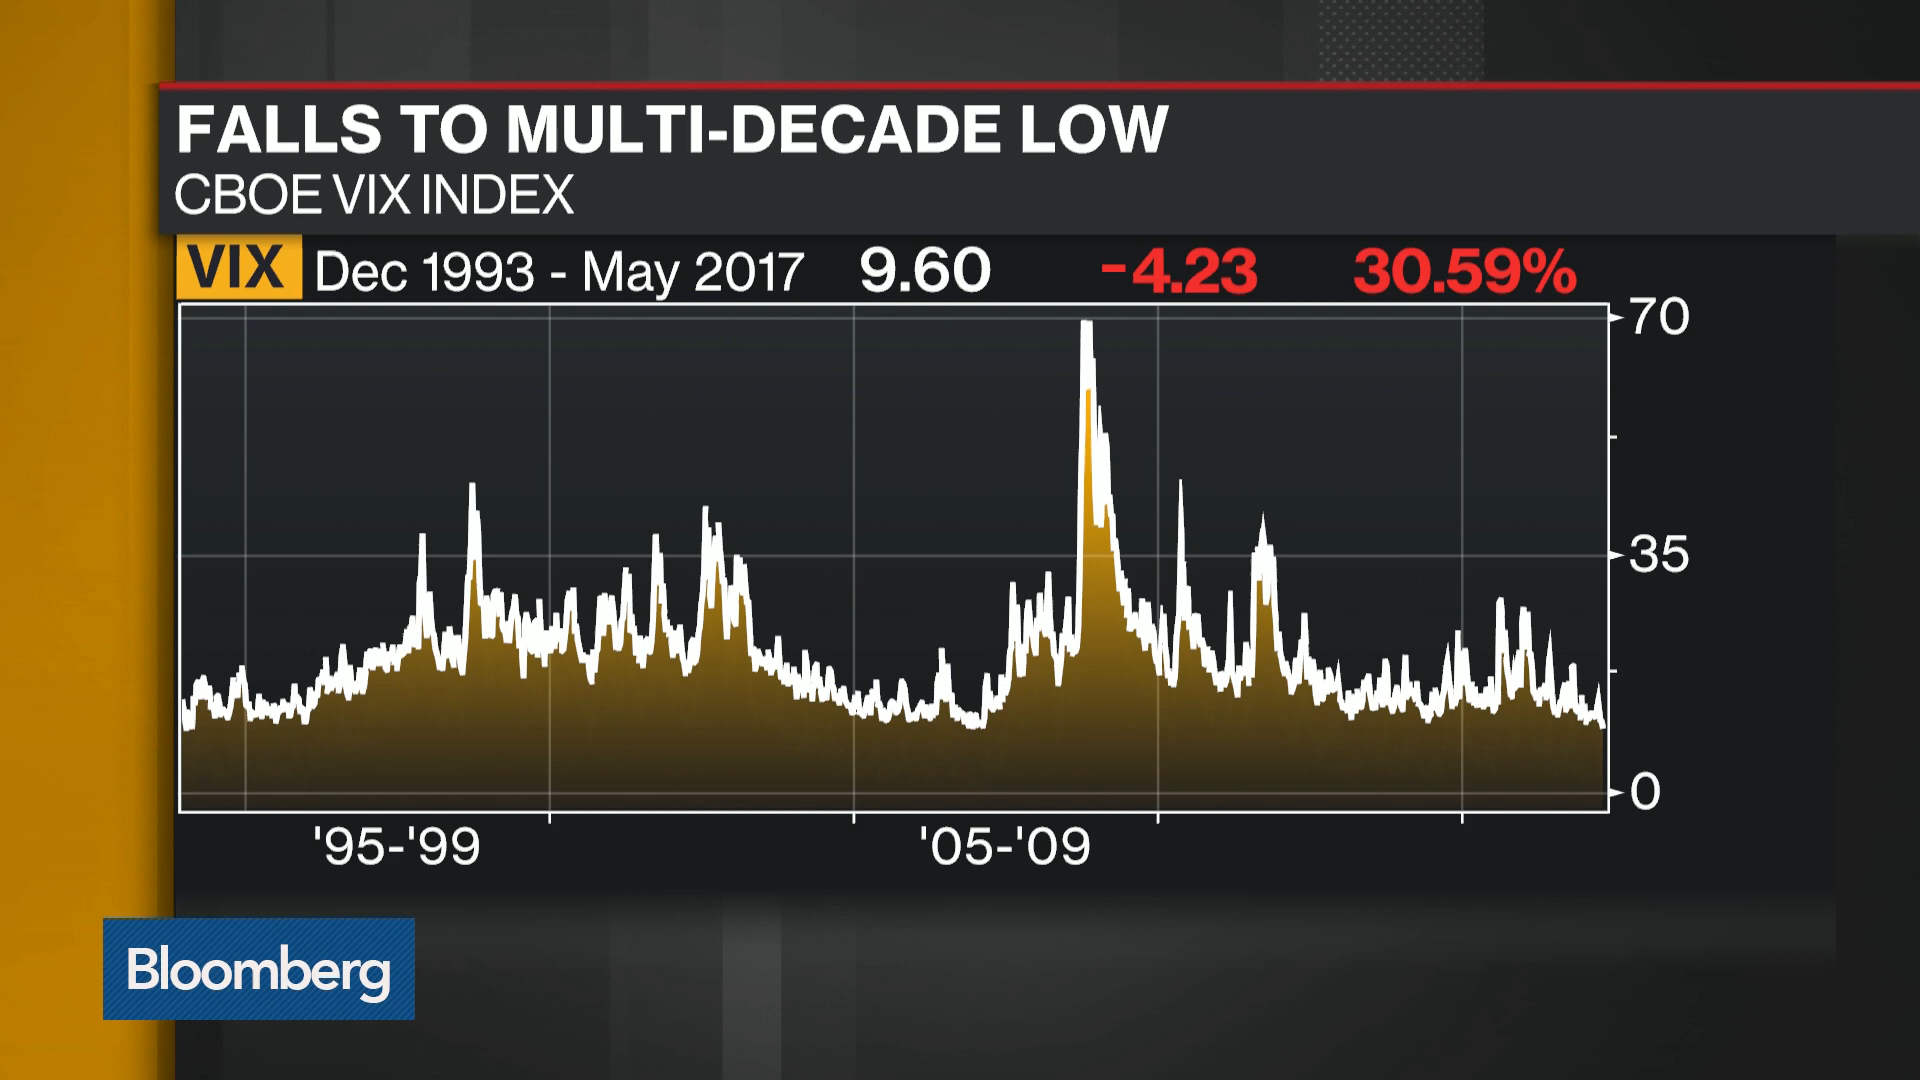 FALLS TO MULTI-DECADE LOW
CBOE VIX INDEX
VIX Dec 1993 - May 2017 9.60 -4.23 30.59%
70
35
0
'95-'99 '05-'09
Bloomberg